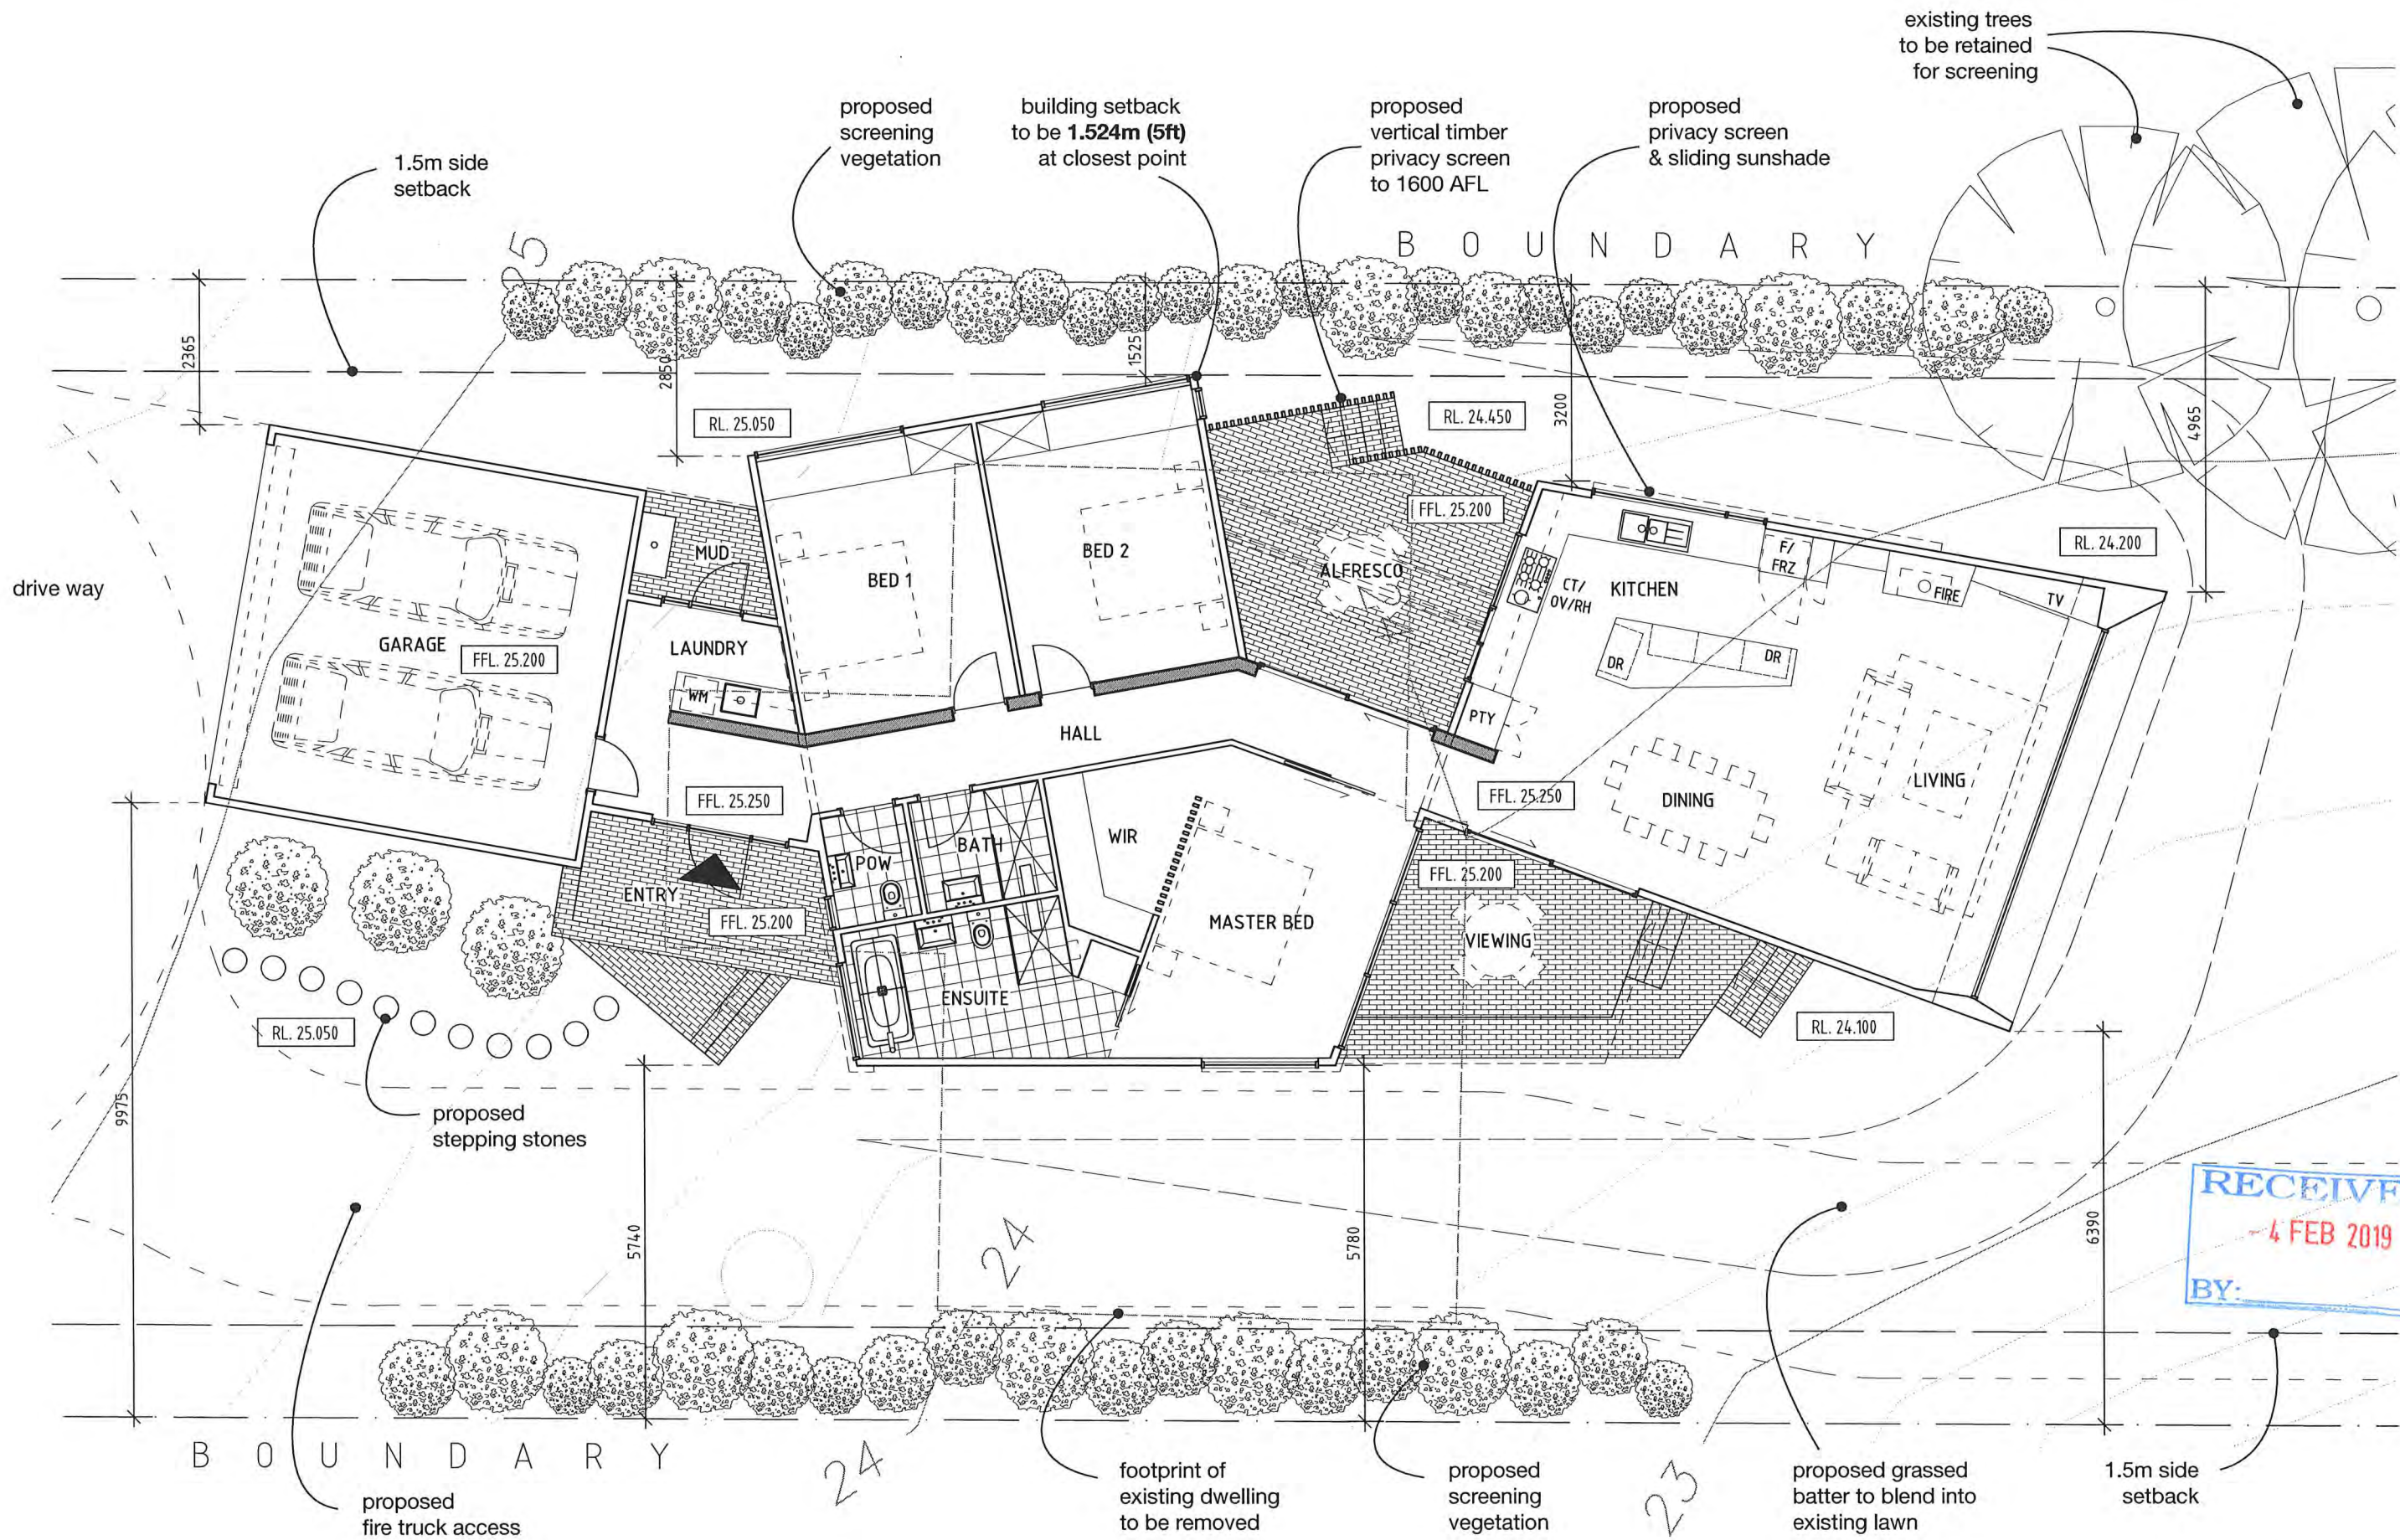 existing trees
to be retained
for screening
proposed
screening
vegetation
building setback
to be 1.524m (5ft)
at closest point
proposed
vertical timber
privacy screen
to 1600 AFL
proposed
privacy screen
& sliding sunshade
1.5m side
setback
25
BOUNDARY
2365
2850
1525
3200
4965
RL. 25.050
RL. 24.450
FFL. 25.200
RL. 24.200
MUD
BED 1
BED 2
ALFRESCO
CT/
OV/RH
KITCHEN
F/
FRZ
FIRE
TV
drive way
GARAGE
FFL. 25.200
LAUNDRY
WM
DR
DR
PTY
HALL
FFL. 25.250
FFL. 25.250
DINING
LIVING
POW
BATH
WIR
ENTRY
FFL. 25.200
MASTER BED
FFL. 25.200
VIEWING
ENSUITE
RL. 25.050
RL. 24.100
9975
proposed
stepping stones
5740
24
5780
6390
RECEIVE
- 4 FEB 2019
BY:
BOUNDARY
24
23
proposed
fire truck access
footprint of
existing dwelling
to be removed
proposed
screening
vegetation
proposed grassed
batter to blend into
existing lawn
1.5m side
setback